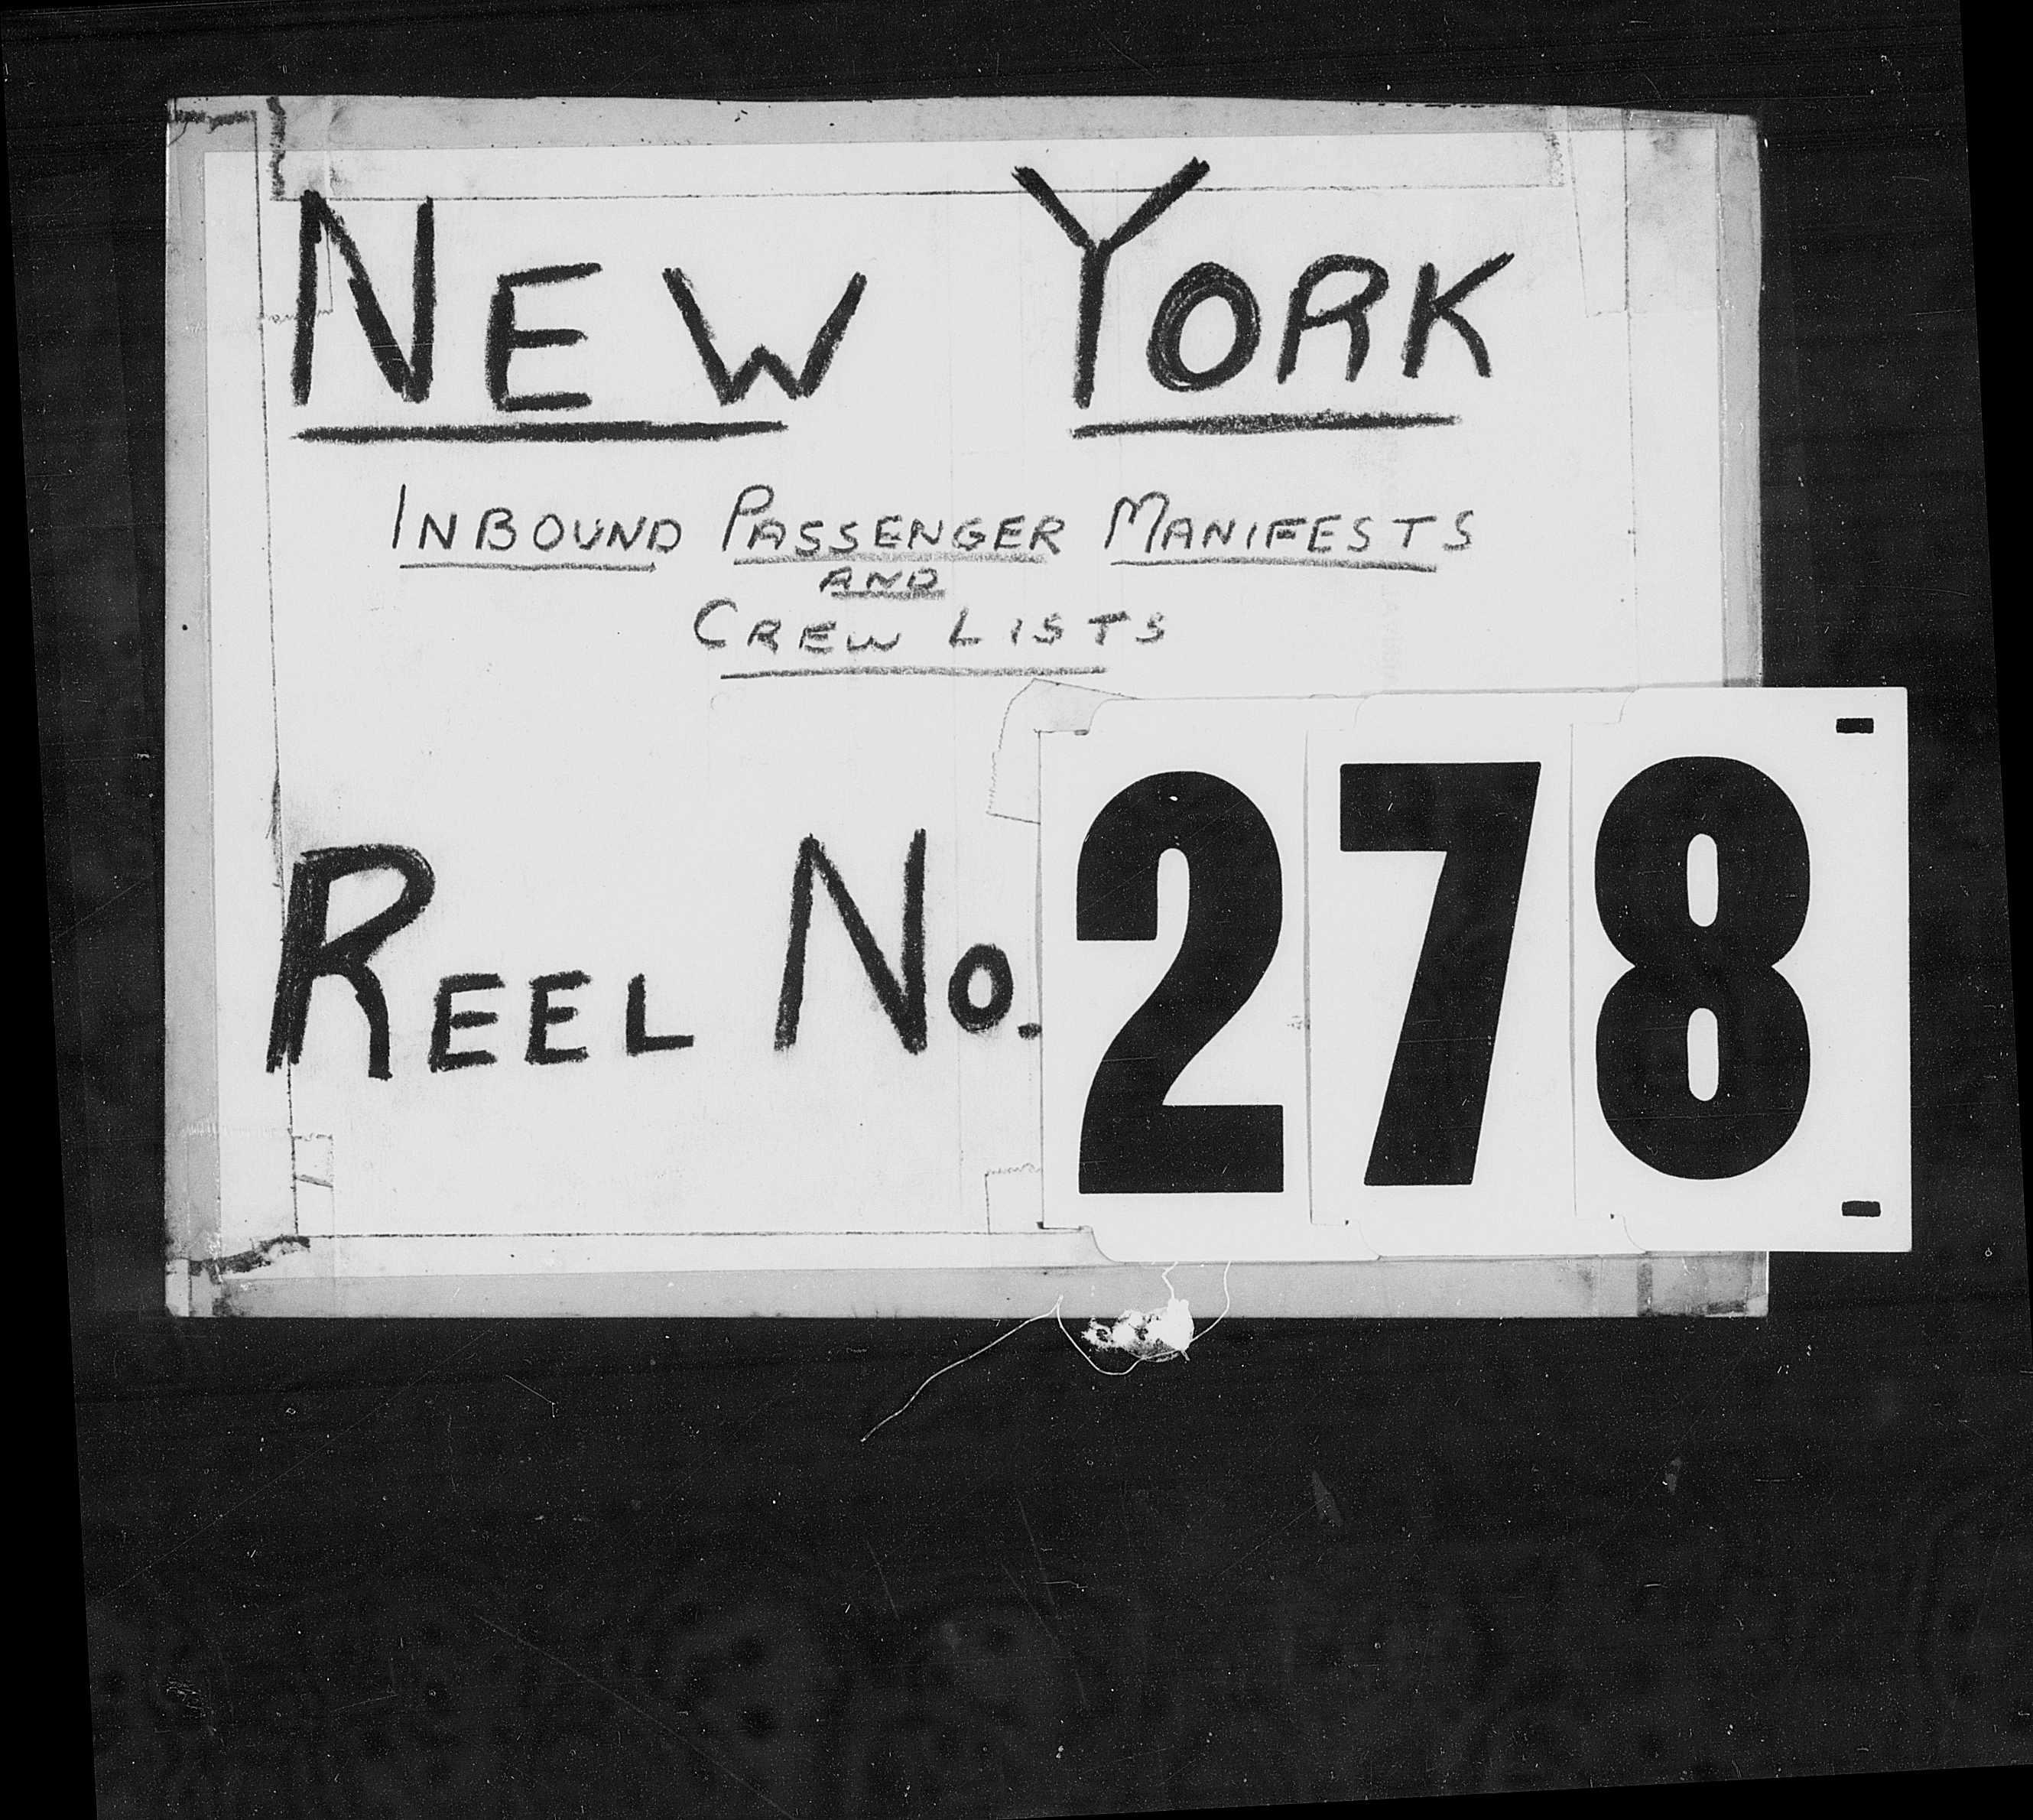 NEW YORK
INBOUND PASSENGER MANIFESTS
AND
CREW LISTS
REEL NO. 278